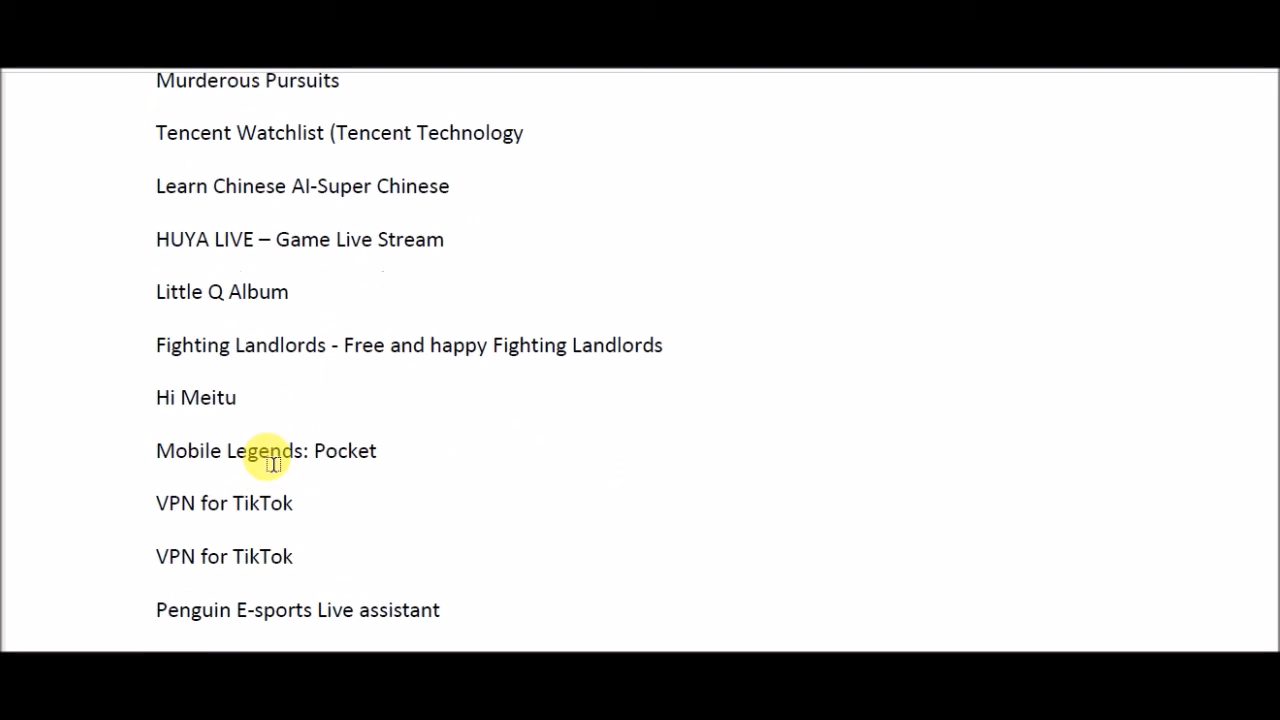 Murderous Pursuits
Tencent Watchlist (Tencent Technology
Learn Chinese AI-Super Chinese
HUYA LIVE – Game Live Stream
Little Q Album
Fighting Landlords - Free and happy Fighting Landlords
Hi Meitu
Mobile Legends: Pocket
VPN for TikTok
VPN for TikTok
Penguin E-sports Live assistant